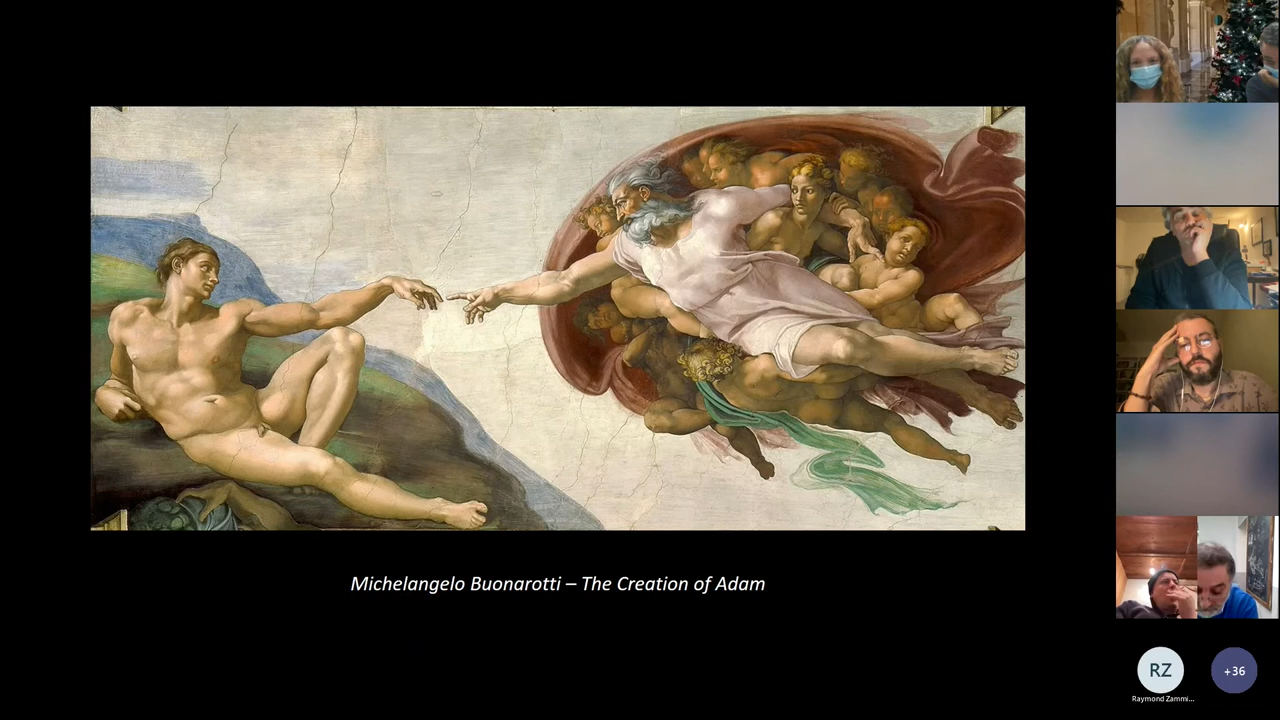 Michelangelo Buonarotti – The Creation of Adam
RZ
+36
Raymond Zammi...